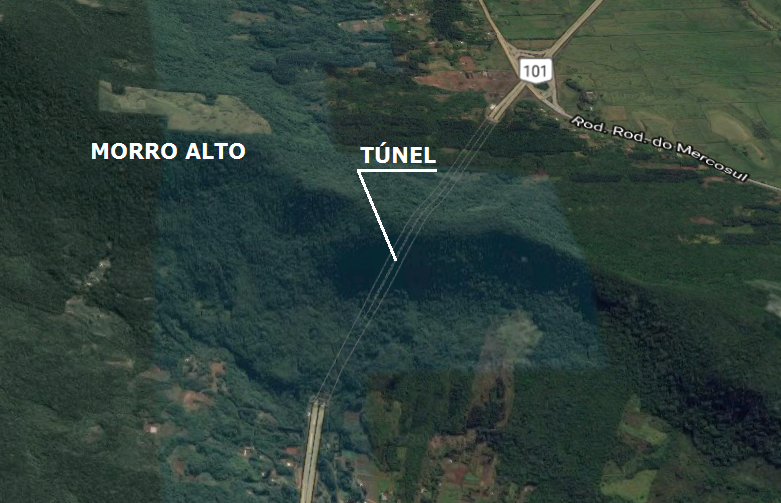 101
Rod. Rod. do Mercosul
MORRO ALTO
TÚNEL